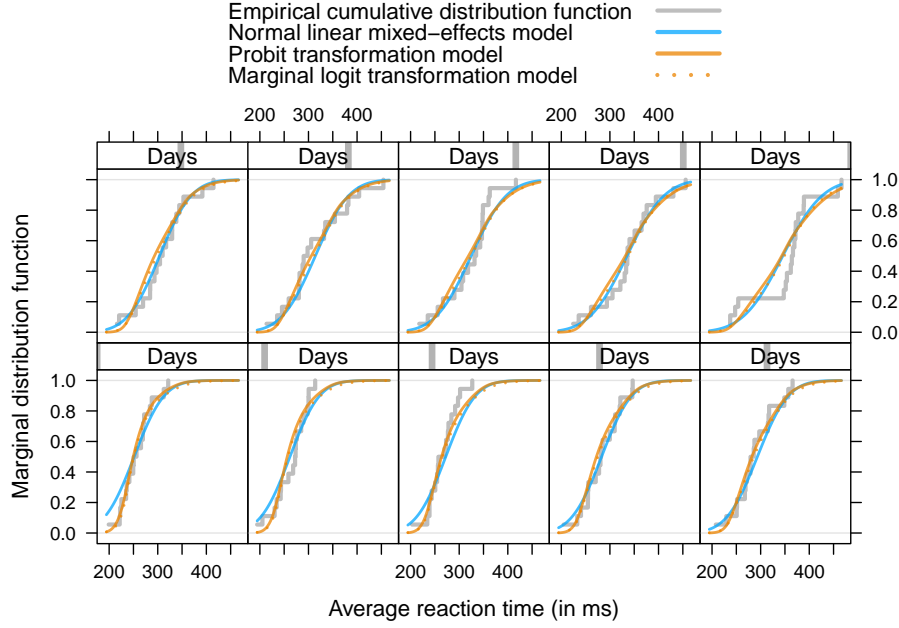 Empirical cumulative distribution function
Normal linear mixed−effects model
Probit transformation model
Marginal logit transformation model
200 300 400 200 300 400
Days Days Days Days Days
1.0
0.8
0.6
0.4
0.2
0.0
Days Days Days Days Days
1.0
0.8
0.6
0.4
0.2
0.0
200 300 400 200 300 400 200 300 400
Marginal distribution function
Average reaction time (in ms)